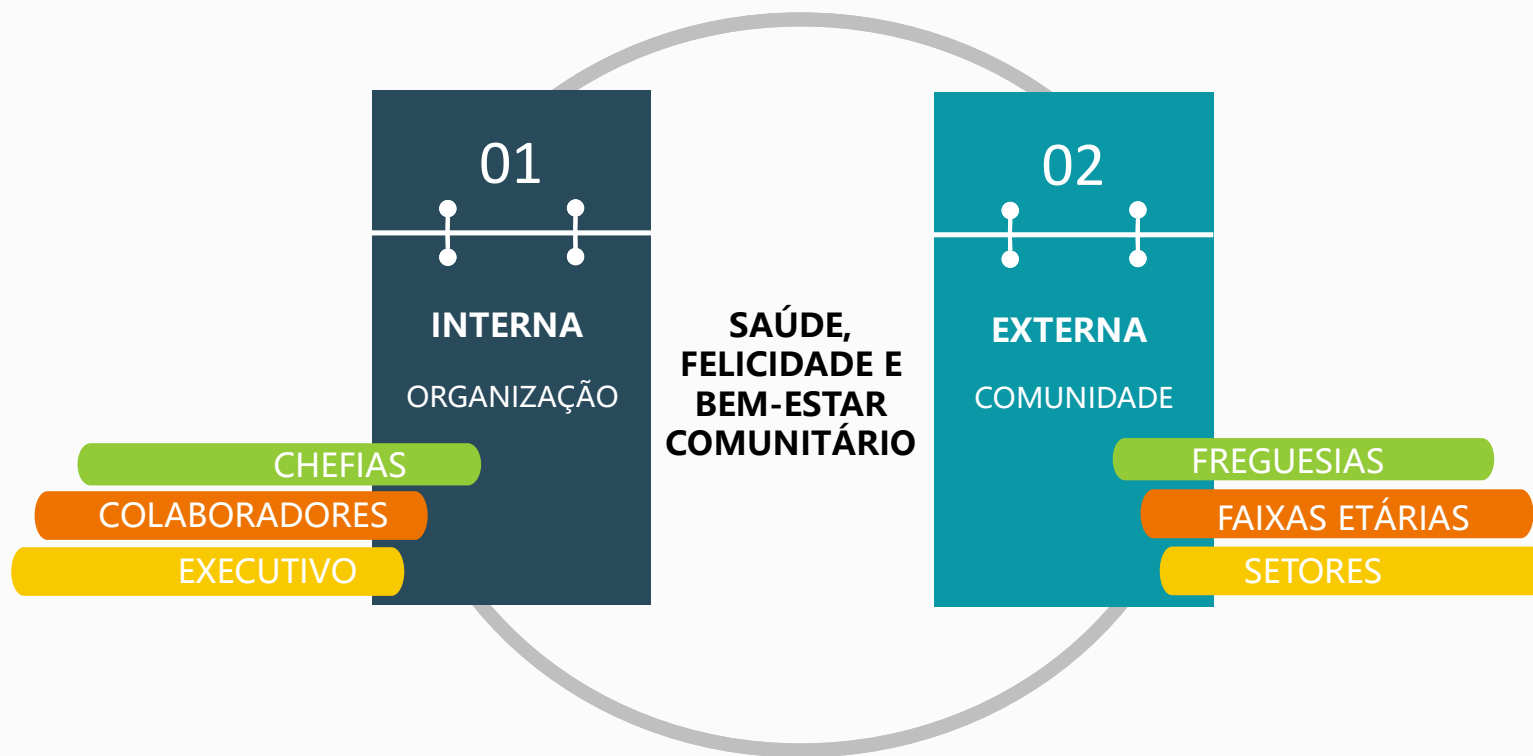 01
INTERNA
ORGANIZAÇÃO
CHEFIAS
COLABORADORES
EXECUTIVO
SAÚDE,
FELICIDADE E
BEM-ESTAR
COMUNITÁRIO
02
EXTERNA
COMUNIDADE
FREGUESIAS
FAIXAS ETÁRIAS
SETORES